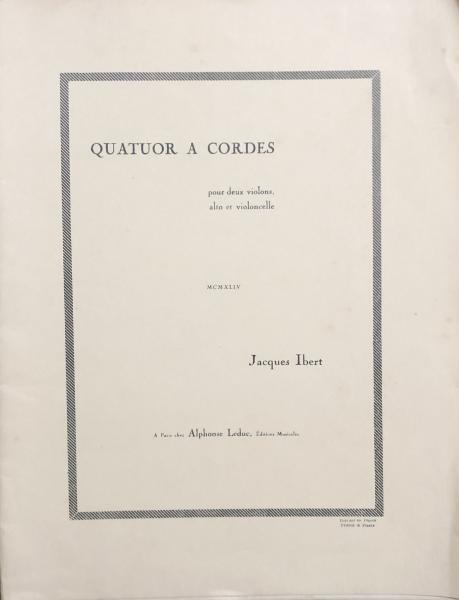 QUATUOR A CORDES
pour deux violons,
alto et violoncelle
MCMXLIV
Jacques Ibert
A Paris chez Alphonse Leduc, Éditions Musicales